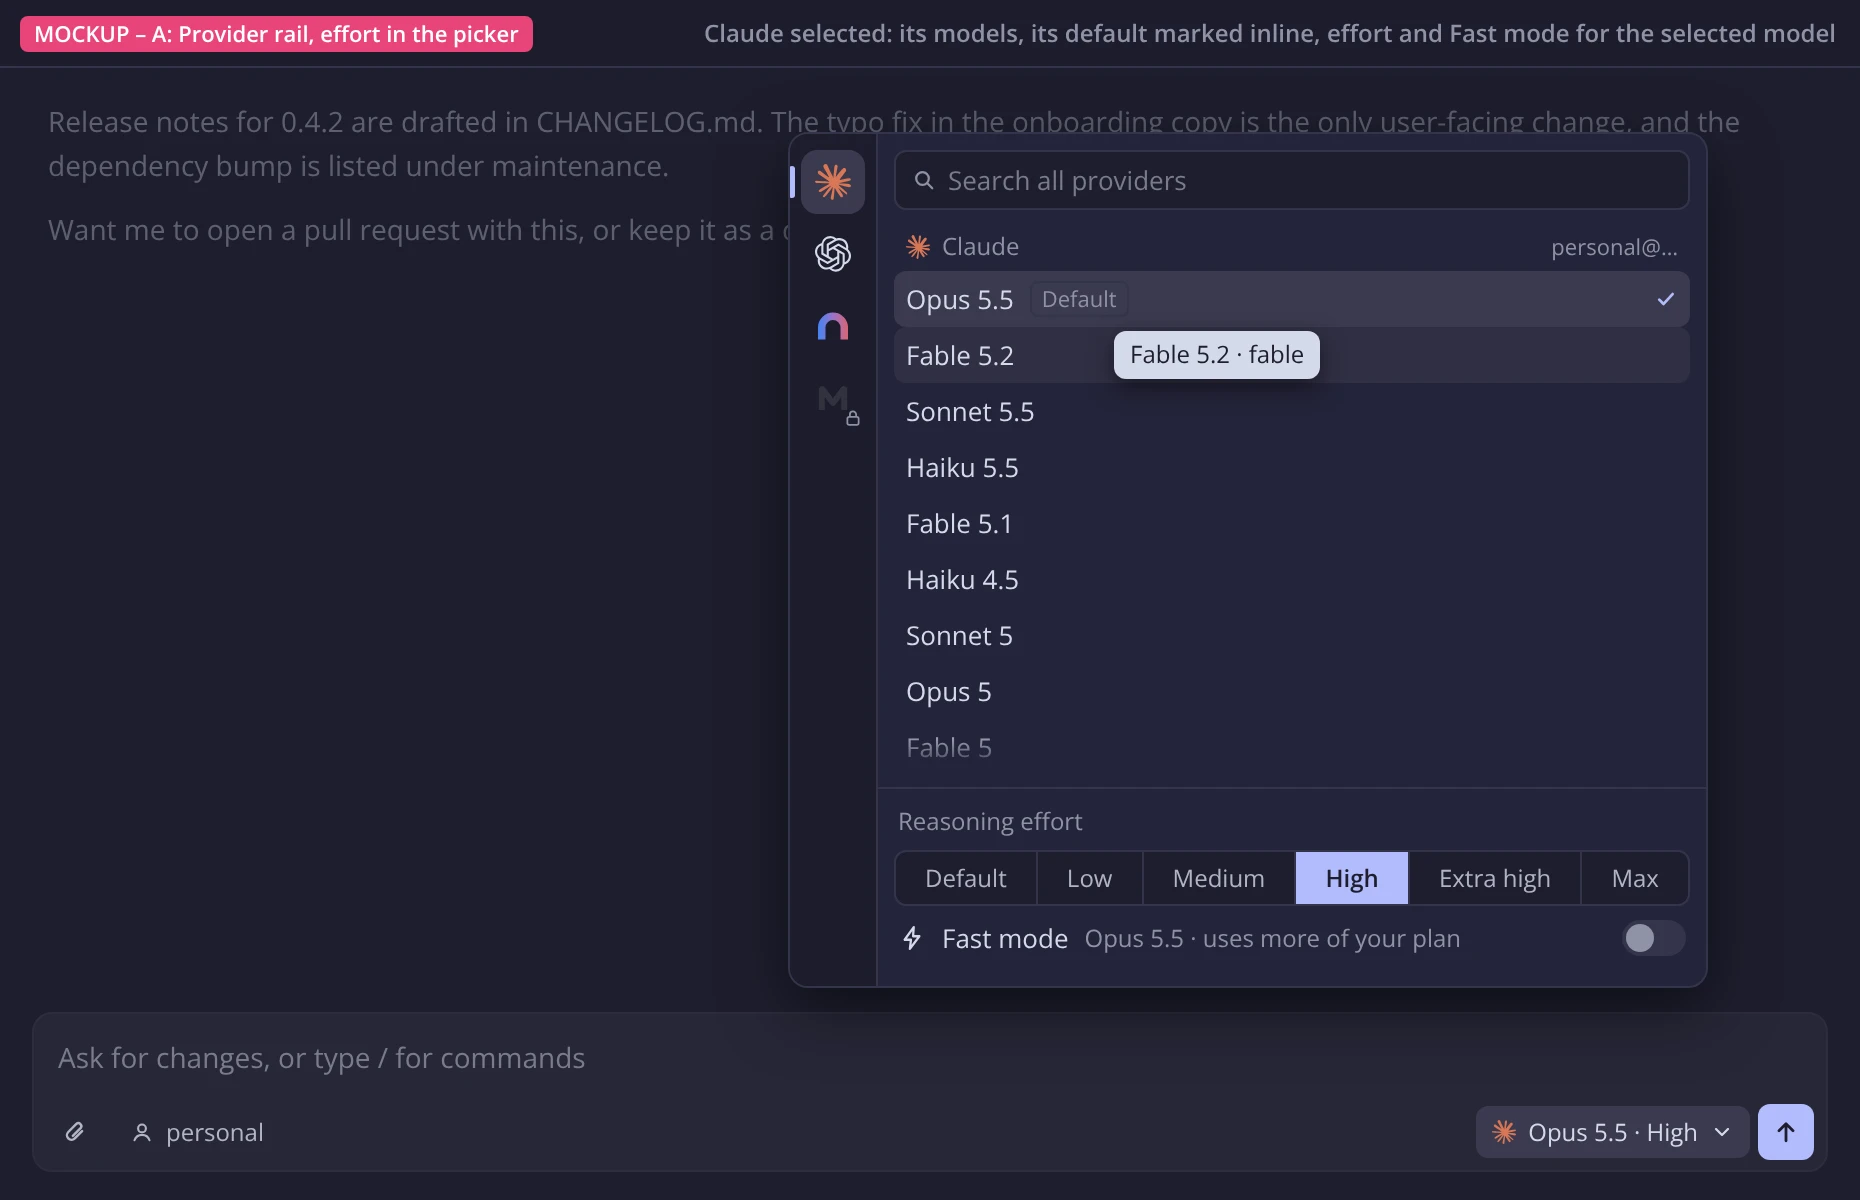 MOCKUP – A: Provider rail, effort in the picker
Claude selected: its models, its default marked inline, effort and Fast mode for the selected model
Release notes for 0.4.2 are drafted in CHANGELOG.md. The typo fix in the onboarding copy is the only user-facing change, and the
dependency bump is listed under maintenance.
Want me to open a pull request with this, or keep it as a
Search all providers
Claude
personal@...
Opus 5.5 Default
Fable 5.2
Fable 5.2 · fable
Sonnet 5.5
Haiku 5.5
Fable 5.1
Haiku 4.5
Sonnet 5
Opus 5
Fable 5
Reasoning effort
Default Low Medium High Extra high Max
Fast mode Opus 5.5 · uses more of your plan
Ask for changes, or type / for commands
personal
Opus 5.5 · High